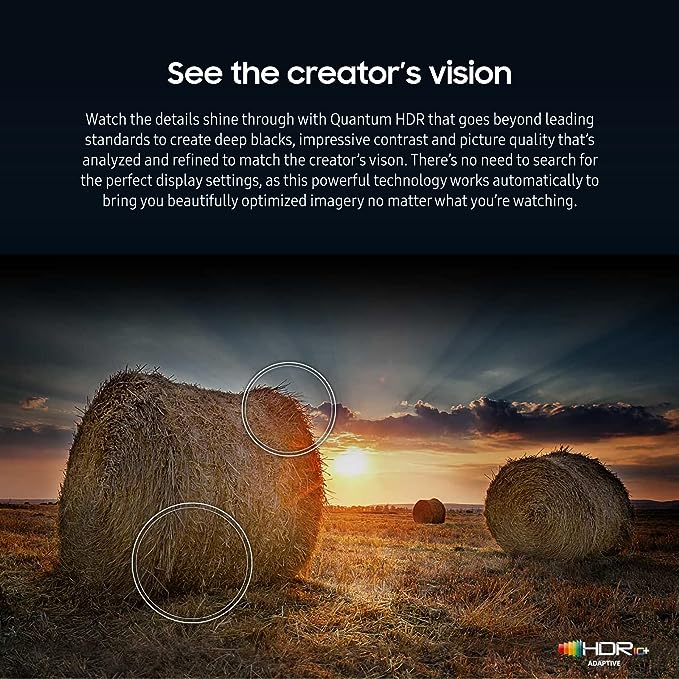 See the creator's vision
Watch the details shine through with Quantum HDR that goes beyond leading
standards to create deep blacks, impressive contrast and picture quality that's
analyzed and refined to match the creator's vison. There's no need to search for
the perfect display settings, as this powerful technology works automatically to
bring you beautifully optimized imagery no matter what you're watching.
HDR10+
ADAPTIVE